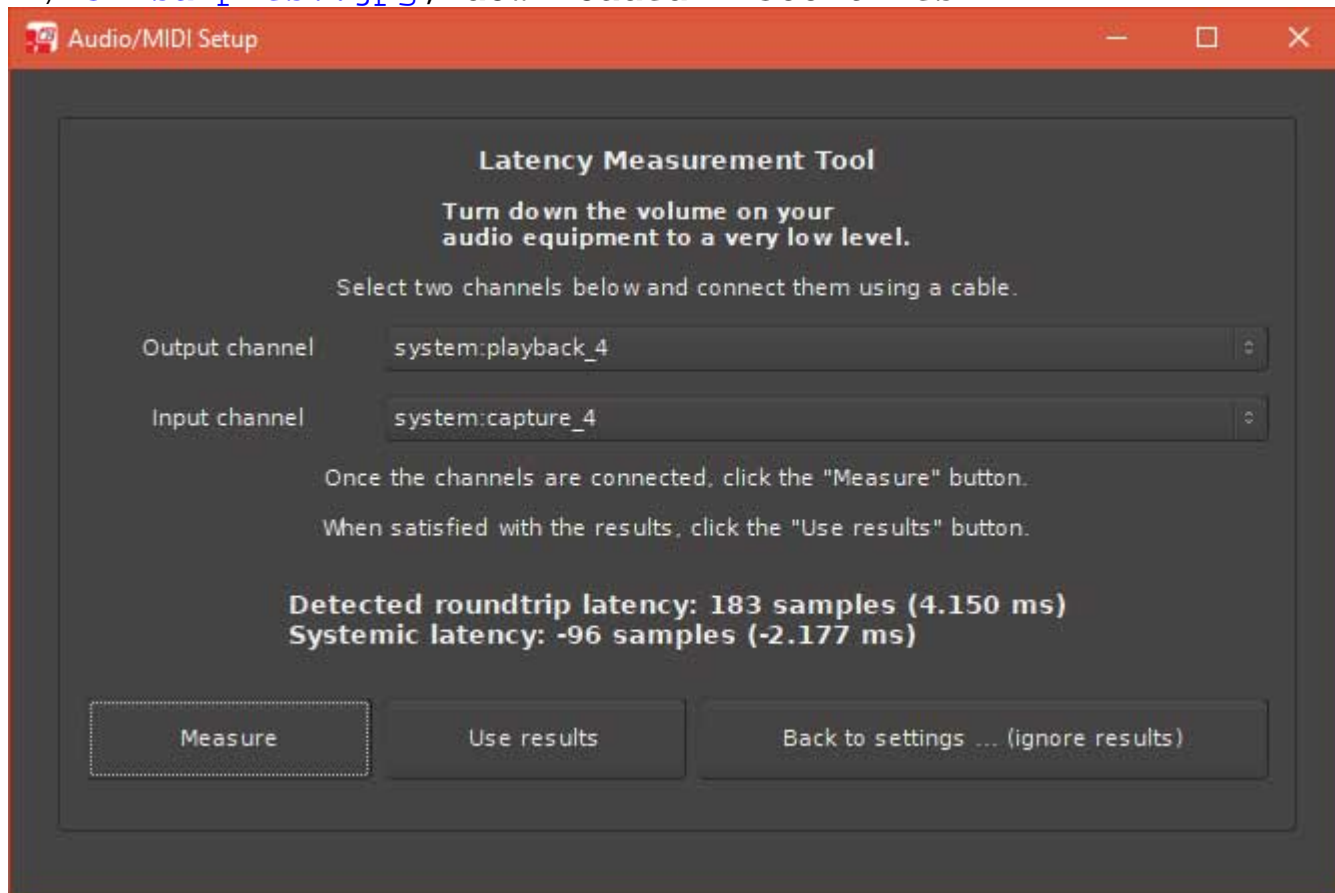 Audio/MIDI Setup
Latency Measurement Tool
Turn down the volume on your
audio equipment to a very low level.
Select two channels below and connect them using a cable.
Output channel system:playback_4
Input channel system:capture_4
Once the channels are connected, click the "Measure" button.
When satisfied with the results, click the "Use results" button.
Detected roundtrip latency: 183 samples (4.150 ms)
Systemic latency: -96 samples (-2.177 ms)
Measure Use results Back to settings ... (ignore results)